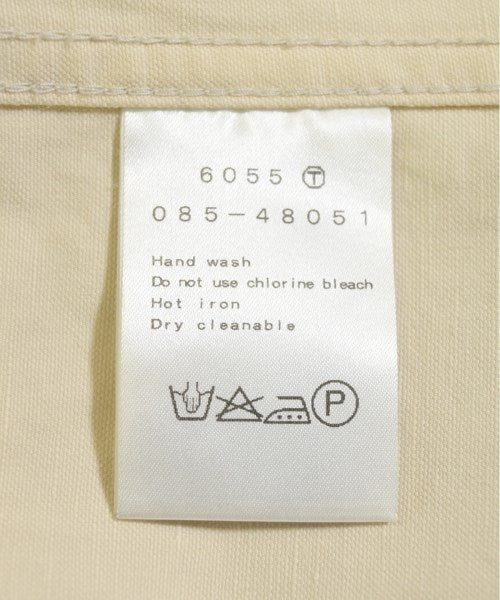 6055 Ⓣ
085-48051
Hand wash
Do not use chlorine bleach
Hot iron
Dry cleanable
P